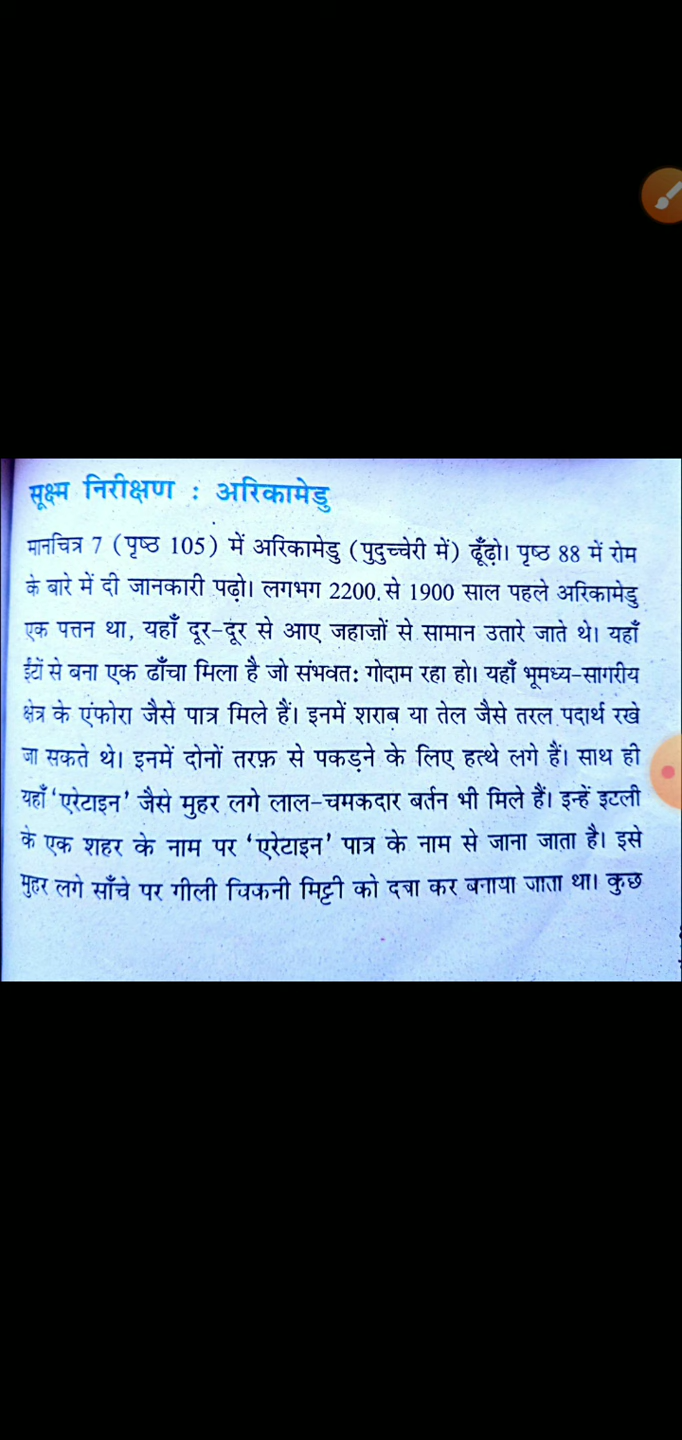 सूक्ष्म निरीक्षण : अरिकामेडु
मानचित्र 7 (पृष्ठ 105) में अरिकामेडु (पुदुच्चेरी में) ढूँढ़ो। पृष्ठ 88 में रोम
के बारे में दी जानकारी पढ़ो। लगभग 2200 से 1900 साल पहले अरिकामेडु
एक पत्तन था, यहाँ दूर-दूर से आए जहाज़ों से सामान उतारे जाते थे। यहाँ
ईंटों से बना एक ढाँचा मिला है जो संभवतः गोदाम रहा हो। यहाँ भूमध्य-सागरीय
क्षेत्र के एंफोरा जैसे पात्र मिले हैं। इनमें शराब या तेल जैसे तरल पदार्थ रखे
जा सकते थे। इनमें दोनों तरफ़ से पकड़ने के लिए हत्थे लगे हैं। साथ ही
यहाँ ‘एरेटाइन’ जैसे मुहर लगे लाल-चमकदार बर्तन भी मिले हैं। इन्हें इटली
के एक शहर के नाम पर ‘एरेटाइन’ पात्र के नाम से जाना जाता है। इसे
मुहर लगे साँचे पर गीली चिकनी मिट्टी को दबा कर बनाया जाता था। कुछ